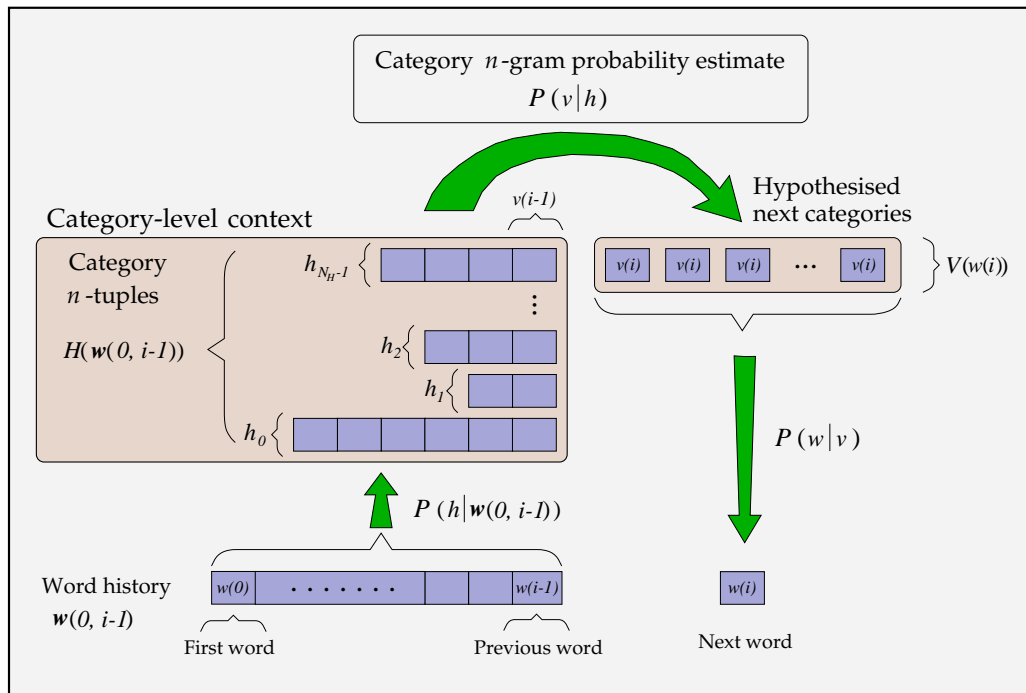 Category n-gram probability estimate
P(v|h)
Hypothesised
next categories
Category-level context
v(i-1)
Category
n-tuples
H(w(0, i-1))
h_{N_H-1}
⋮
h_2
h_1
h_0
v(i) v(i) v(i) ... v(i)
V(w(i))
P(w|v)
P(h|w(0, i-1))
Word history
w(0, i-1)
w(0) ....... w(i-1)
w(i)
First word
Previous word
Next word